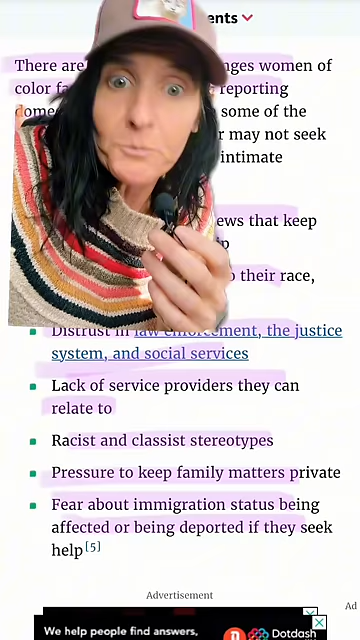 ents
There are nges women of
color fa reporting
dome some of the
r may not seek
intimate
ews that keep
p
o their race,
Distrust in law enforcement, the justice
system, and social services
Lack of service providers they can
relate to
Racist and classist stereotypes
Pressure to keep family matters private
Fear about immigration status being
affected or being deported if they seek
help[5]
Advertisement
Ad
We help people find answers,
Dotdash